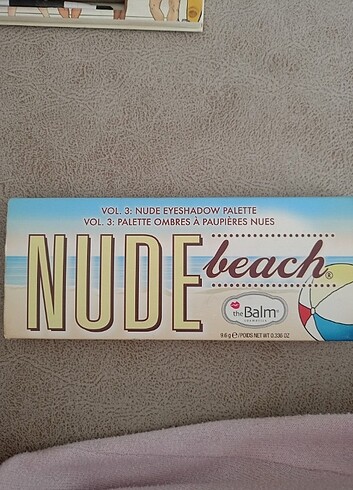 VOL. 3: NUDE EYESHADOW PALETTE
VOL. 3: PALETTE OMBRES À PAUPIÈRES NUES
NUDE beach®
theBalm®
COSMETICS
9.6 g ℮/POIDS NET WT 0.336 OZ